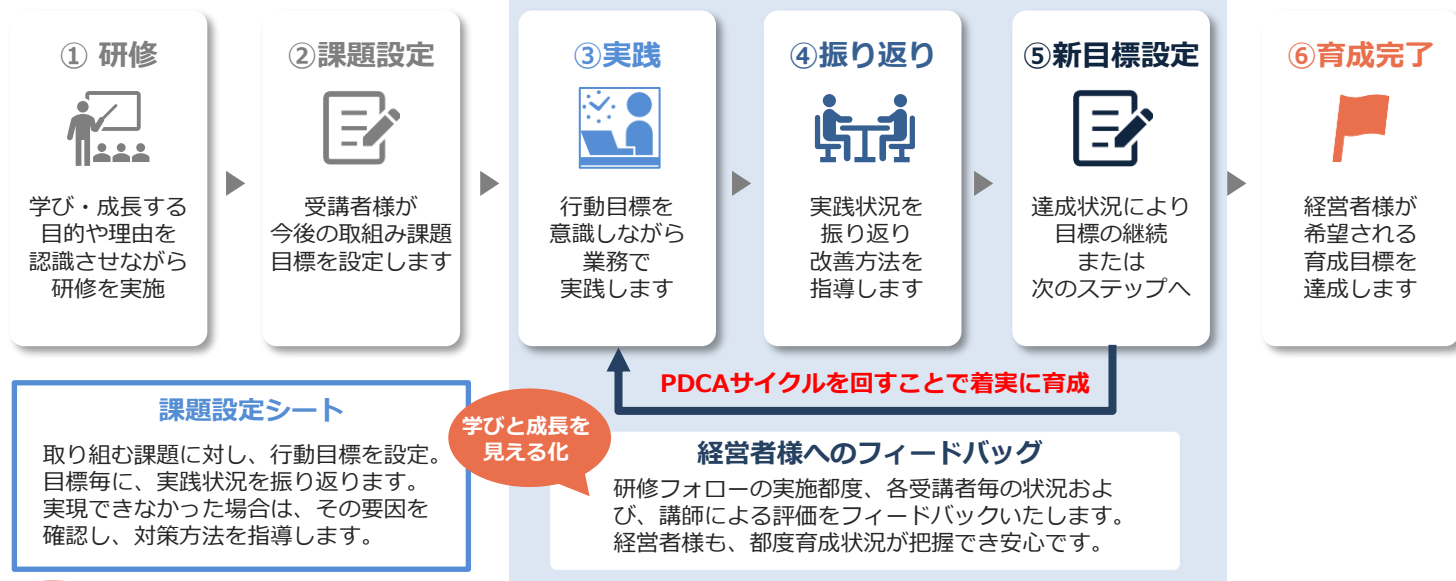 ① 研修
学び・成長する
目的や理由を
認識させながら
研修を実施
②課題設定
受講者様が
今後の取組み課題
目標を設定します
③実践
行動目標を
意識しながら
業務で
実践します
④振り返り
実践状況を
振り返り
改善方法を
指導します
⑤新目標設定
達成状況により
目標の継続
または
次のステップへ
⑥育成完了
経営者様が
希望される
育成目標を
達成します
PDCAサイクルを回すことで着実に育成
課題設定シート
取り組む課題に対し、行動目標を設定。
目標毎に、実践状況を振り返ります。
実現できなかった場合は、その要因を
確認し、対策方法を指導します。
学びと成長を
見える化
経営者様へのフィードバッグ
研修フォローの実施都度、各受講者毎の状況およ
び、講師による評価をフィードバックいたします。
経営者様も、都度育成状況が把握でき安心です。